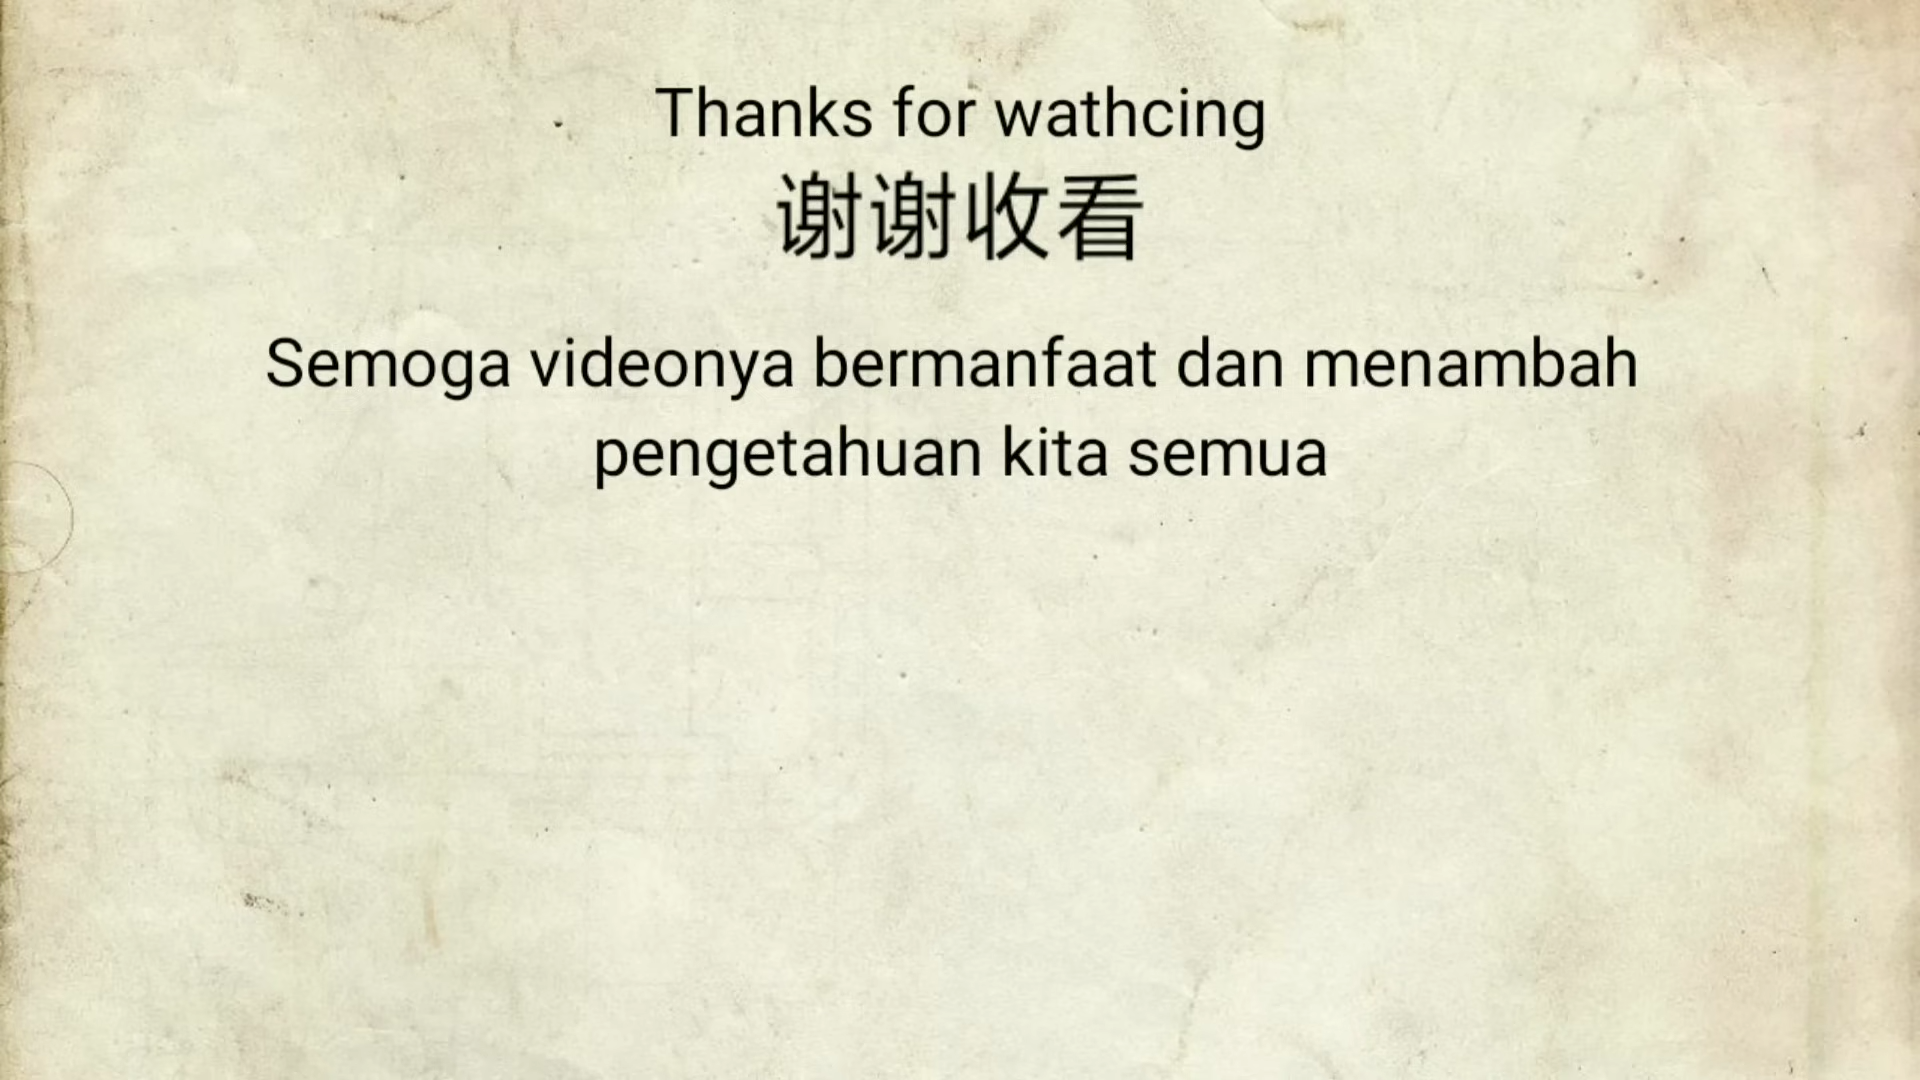 Thanks for wathcing
谢谢收看
Semoga videonya bermanfaat dan menambah
pengetahuan kita semua